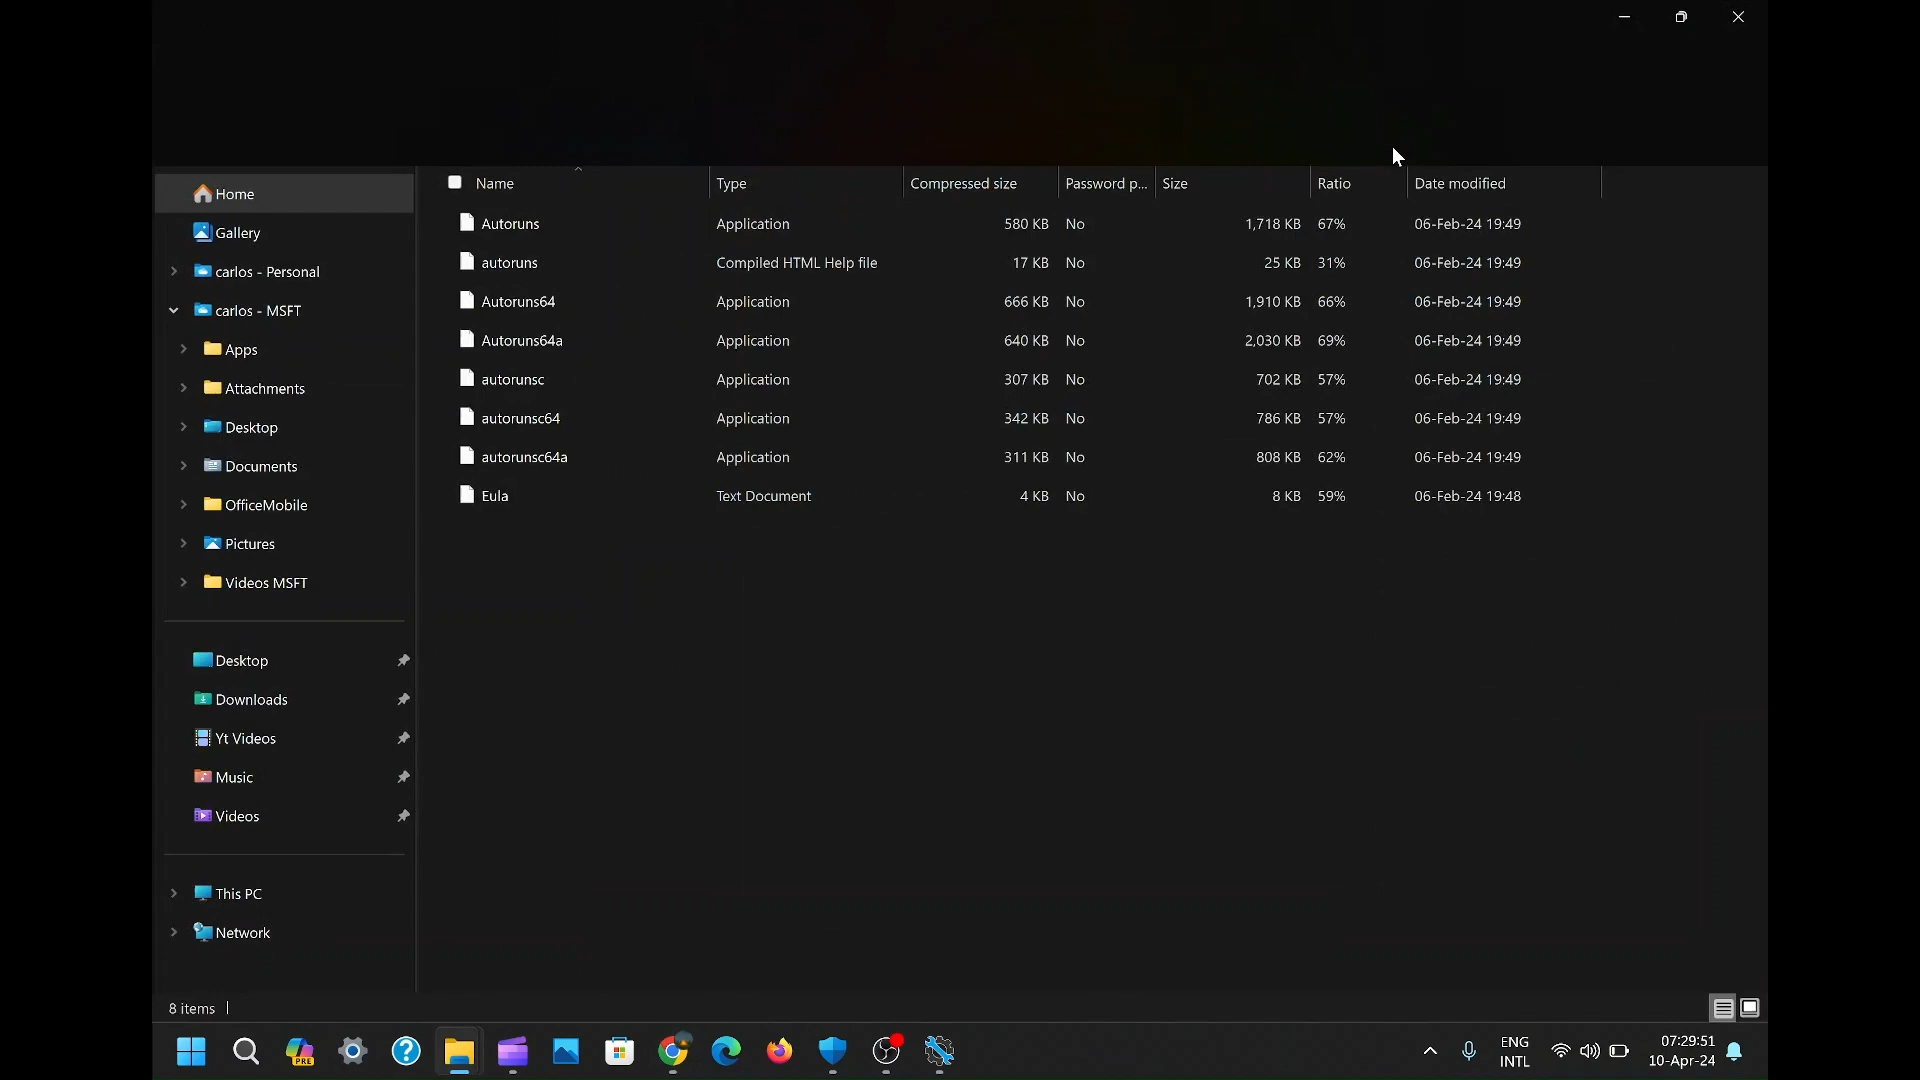 Name Type Compressed size Password p... Size Ratio Date modified
Autoruns Application 580 KB No 1,718 KB 67% 06-Feb-24 19:49
autoruns Compiled HTML Help file 17 KB No 25 KB 31% 06-Feb-24 19:49
Autoruns64 Application 666 KB No 1,910 KB 66% 06-Feb-24 19:49
Autoruns64a Application 640 KB No 2,030 KB 69% 06-Feb-24 19:49
autorunsc Application 307 KB No 702 KB 57% 06-Feb-24 19:49
autorunsc64 Application 342 KB No 786 KB 57% 06-Feb-24 19:49
autorunsc64a Application 311 KB No 808 KB 62% 06-Feb-24 19:49
Eula Text Document 4 KB No 8 KB 59% 06-Feb-24 19:48
Home
Gallery
carlos - Personal
carlos - MSFT
Apps
Attachments
Desktop
Documents
OfficeMobile
Pictures
Videos MSFT
Desktop
Downloads
Yt Videos
Music
Videos
This PC
Network
8 items
PRE
ENG
INTL
07:29:51
10-Apr-24